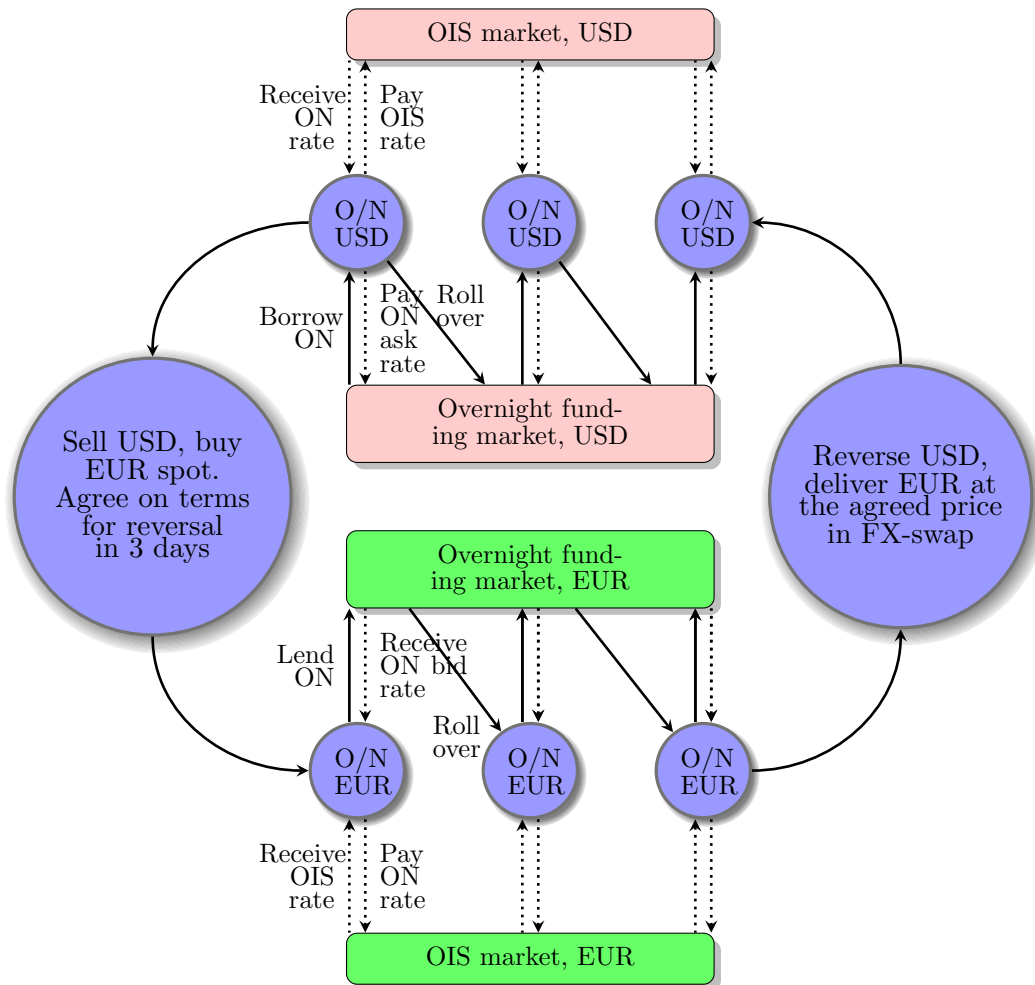 OIS market, USD
Receive
ON
rate
Pay
OIS
rate
O/N
USD
O/N
USD
O/N
USD
Borrow
ON
Pay
ON
ask
rate
Roll
over
Overnight fund-
ing market, USD
Sell USD, buy
EUR spot.
Agree on terms
for reversal
in 3 days
Reverse USD,
deliver EUR at
the agreed price
in FX-swap
Overnight fund-
ing market, EUR
Lend
ON
Receive
ON bid
rate
Roll
over
O/N
EUR
O/N
EUR
O/N
EUR
Receive
OIS
rate
Pay
ON
rate
OIS market, EUR